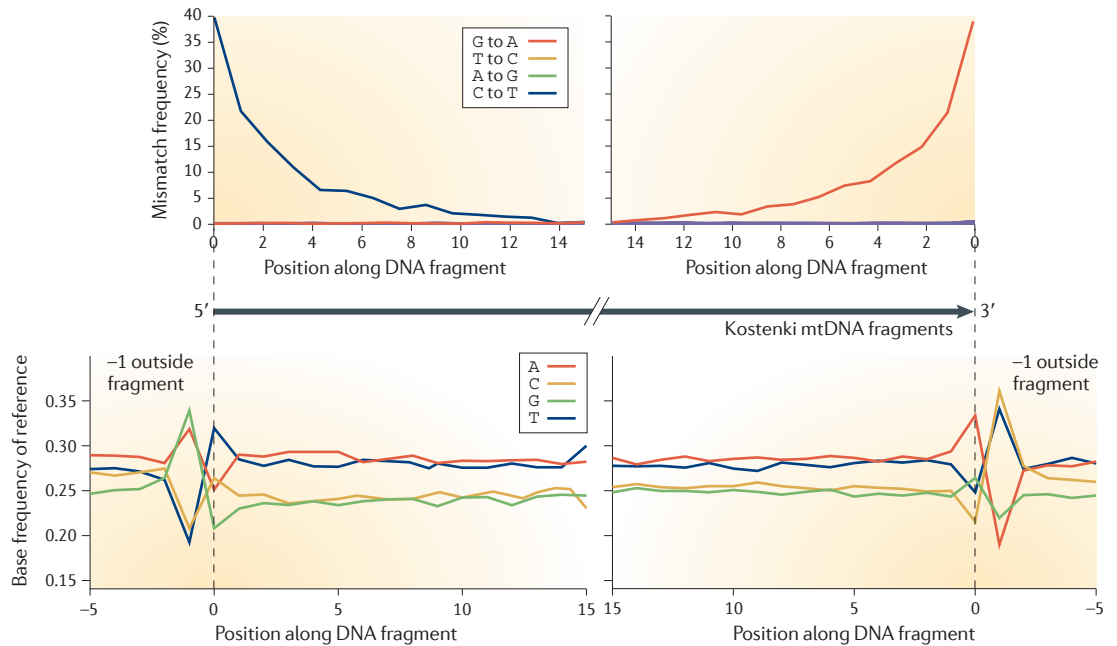 Mismatch frequency (%)
40
35
30
25
20
15
10
5
0
G to A
T to C
A to G
C to T
0 2 4 6 8 10 12 14
14 12 10 8 6 4 2 0
Position along DNA fragment
Position along DNA fragment
5′
3′
Kostenki mtDNA fragments
Base frequency of reference
–1 outside
fragment
A
C
G
T
–1 outside
fragment
0.35
0.30
0.25
0.20
0.15
–5 0 5 10 15
15 10 5 0 –5
Position along DNA fragment
Position along DNA fragment